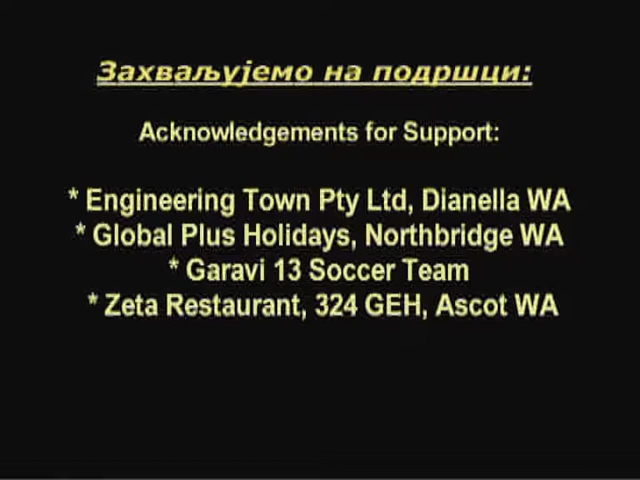 Захваљујемо на подршци:
Acknowledgements for Support:
* Engineering Town Pty Ltd, Dianella WA
* Global Plus Holidays, Northbridge WA
* Garavi 13 Soccer Team
* Zeta Restaurant, 324 GEH, Ascot WA